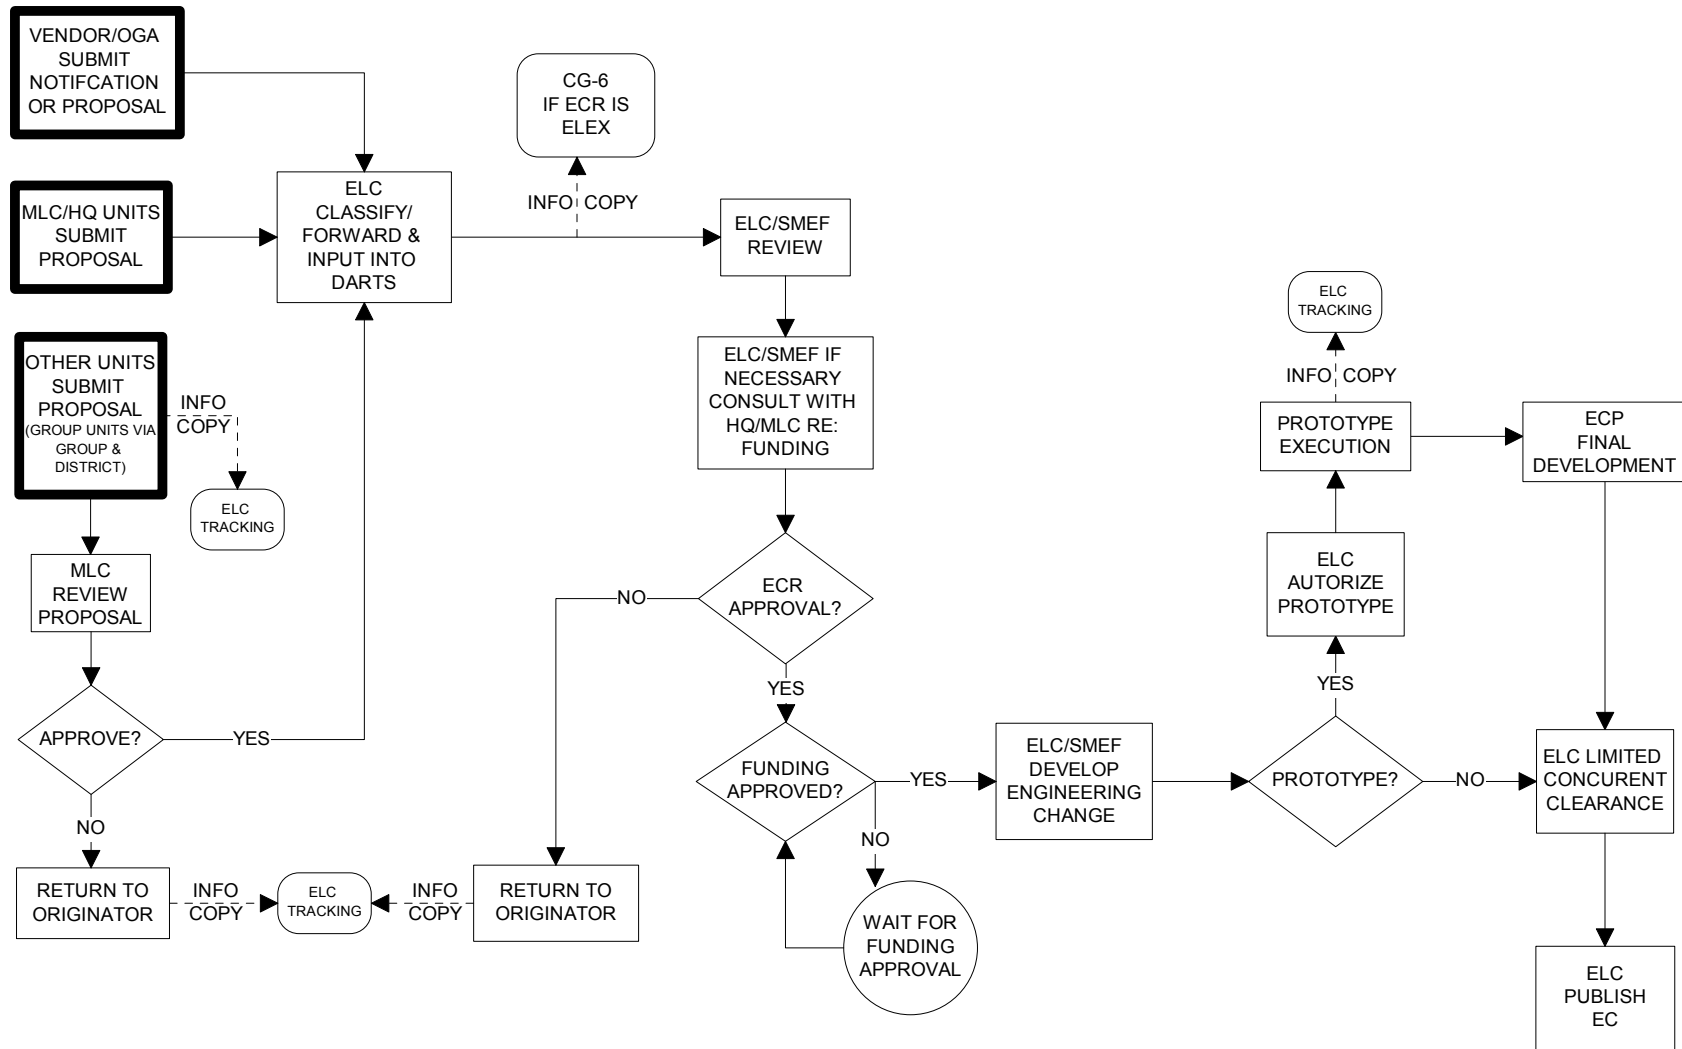 VENDOR/OGA
SUBMIT
NOTIFCATION
OR PROPOSAL
CG-6
IF ECR IS
ELEX
INFO COPY
MLC/HQ UNITS
SUBMIT
PROPOSAL
ELC
CLASSIFY/
FORWARD &
INPUT INTO
DARTS
ELC/SMEF
REVIEW
OTHER UNITS
SUBMIT
PROPOSAL
(GROUP UNITS VIA
GROUP &
DISTRICT)
INFO
COPY
ELC
TRACKING
MLC
REVIEW
PROPOSAL
APPROVE?
YES
NO
RETURN TO
ORIGINATOR
INFO
COPY
ELC
TRACKING
INFO
COPY
RETURN TO
ORIGINATOR
ELC/SMEF IF
NECESSARY
CONSULT WITH
HQ/MLC RE:
FUNDING
ECR
APPROVAL?
NO
YES
FUNDING
APPROVED?
YES
NO
WAIT FOR
FUNDING
APPROVAL
ELC/SMEF
DEVELOP
ENGINEERING
CHANGE
PROTOTYPE?
YES
NO
ELC
AUTORIZE
PROTOTYPE
PROTOTYPE
EXECUTION
INFO COPY
ELC
TRACKING
ECP
FINAL
DEVELOPMENT
ELC LIMITED
CONCURENT
CLEARANCE
ELC
PUBLISH
EC